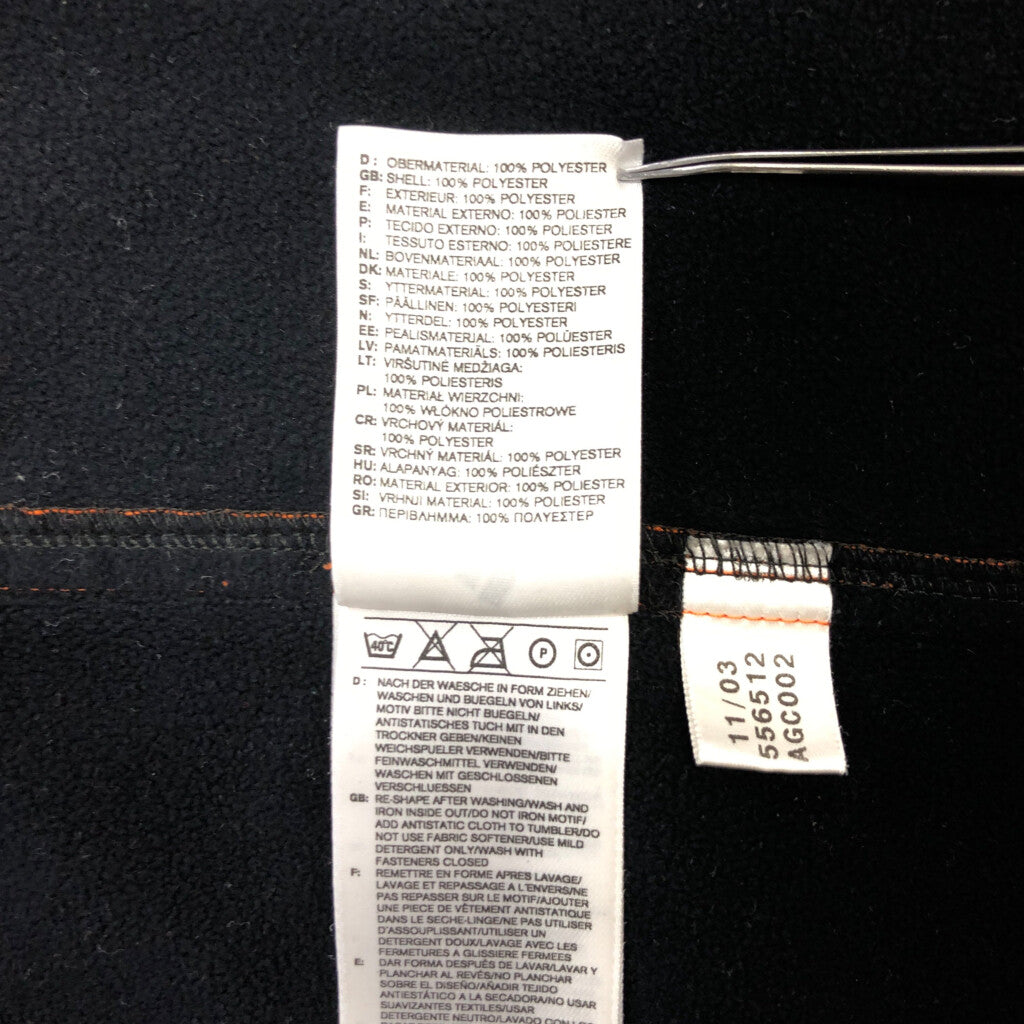 D: OBERMATERIAL: 100% POLYESTER
GB: SHELL: 100% POLYESTER
F: EXTERIEUR: 100% POLYESTER
E: MATERIAL EXTERNO: 100% POLIESTER
P: TECIDO EXTERNO: 100% POLIESTER
I: TESSUTO ESTERNO: 100% POLIESTERE
NL: BOVENMATERIAAL: 100% POLYESTER
DK: MATERIALE: 100% POLYESTER
S: YTTERMATERIAL: 100% POLYESTER
SF: PÄÄLLINEN: 100% POLYESTERI
N: YTTERDEL: 100% POLYESTER
EE: PEALISMATERJAL: 100% POLÜESTER
LV: PAMATMATERIĀLS: 100% POLIESTERIS
LT: VIRŠUTINĖ MEDŽIAGA:
100% POLIESTERIS
PL: MATERIAŁ WIERZCHNI:
100% WŁÓKNO POLIESTROWE
CR: VRCHOVÝ MATERIÁL:
100% POLYESTER
SR: VRCHNÝ MATERIÁL: 100% POLYESTER
HU: ALAPANYAG: 100% POLIÉSZTER
RO: MATERIAL EXTERIOR: 100% POLYESTER
SI: VRHNJI MATERIAL: 100% POLYESTER
GR: ΠΕΡΙΒΛΗΜΜΑ: 100% ΠΟΛΥΕΣΤΕΡ
40°C P
D: NACH DER WAESCHE IN FORM ZIEHEN/
WASCHEN UND BUEGELN VON LINKS/
MOTIV BITTE NICHT BUEGELN/
ANTISTATISCHES TUCH MIT IN DEN
TROCKNER GEBEN/KEINEN
WEICHSPUELER VERWENDEN/BITTE
FEINWASCHMITTEL VERWENDEN/
WASCHEN MIT GESCHLOSSENEN
VERSCHLUESSEN
GB: RE-SHAPE AFTER WASHING/WASH AND
IRON INSIDE OUT/DO NOT IRON MOTIF/
ADD ANTISTATIC CLOTH TO TUMBLER/DO
NOT USE FABRIC SOFTENER/USE MILD
DETERGENT ONLY/WASH WITH
FASTENERS CLOSED
F: REMETTRE EN FORME APRES LAVAGE/
LAVAGE ET REPASSAGE A L'ENVERS/NE
PAS REPASSER SUR LE MOTIF/AJOUTER
UNE PIECE DE VÊTEMENT ANTISTATIQUE
DANS LE SECHE-LINGE/NE PAS UTILISER
D'ASSOUPLISSANT/UTILISER UN
DETERGENT DOUX/LAVAGE AVEC LES
FERMETURES A GLISSIERE FERMEES
E: DAR FORMA DESPUÉS DE LAVAR/LAVAR Y
PLANCHAR AL REVÉS/NO PLANCHAR
SOBRE EL DISEÑO/AÑADIR TEJIDO
ANTIESTÁTICO A LA SECADORA/NO USAR
SUAVIZANTES TEXTILES/USAR
DETERGENTE NEUTRO/LAVADO CON LOS
11/03
556512
AGC002